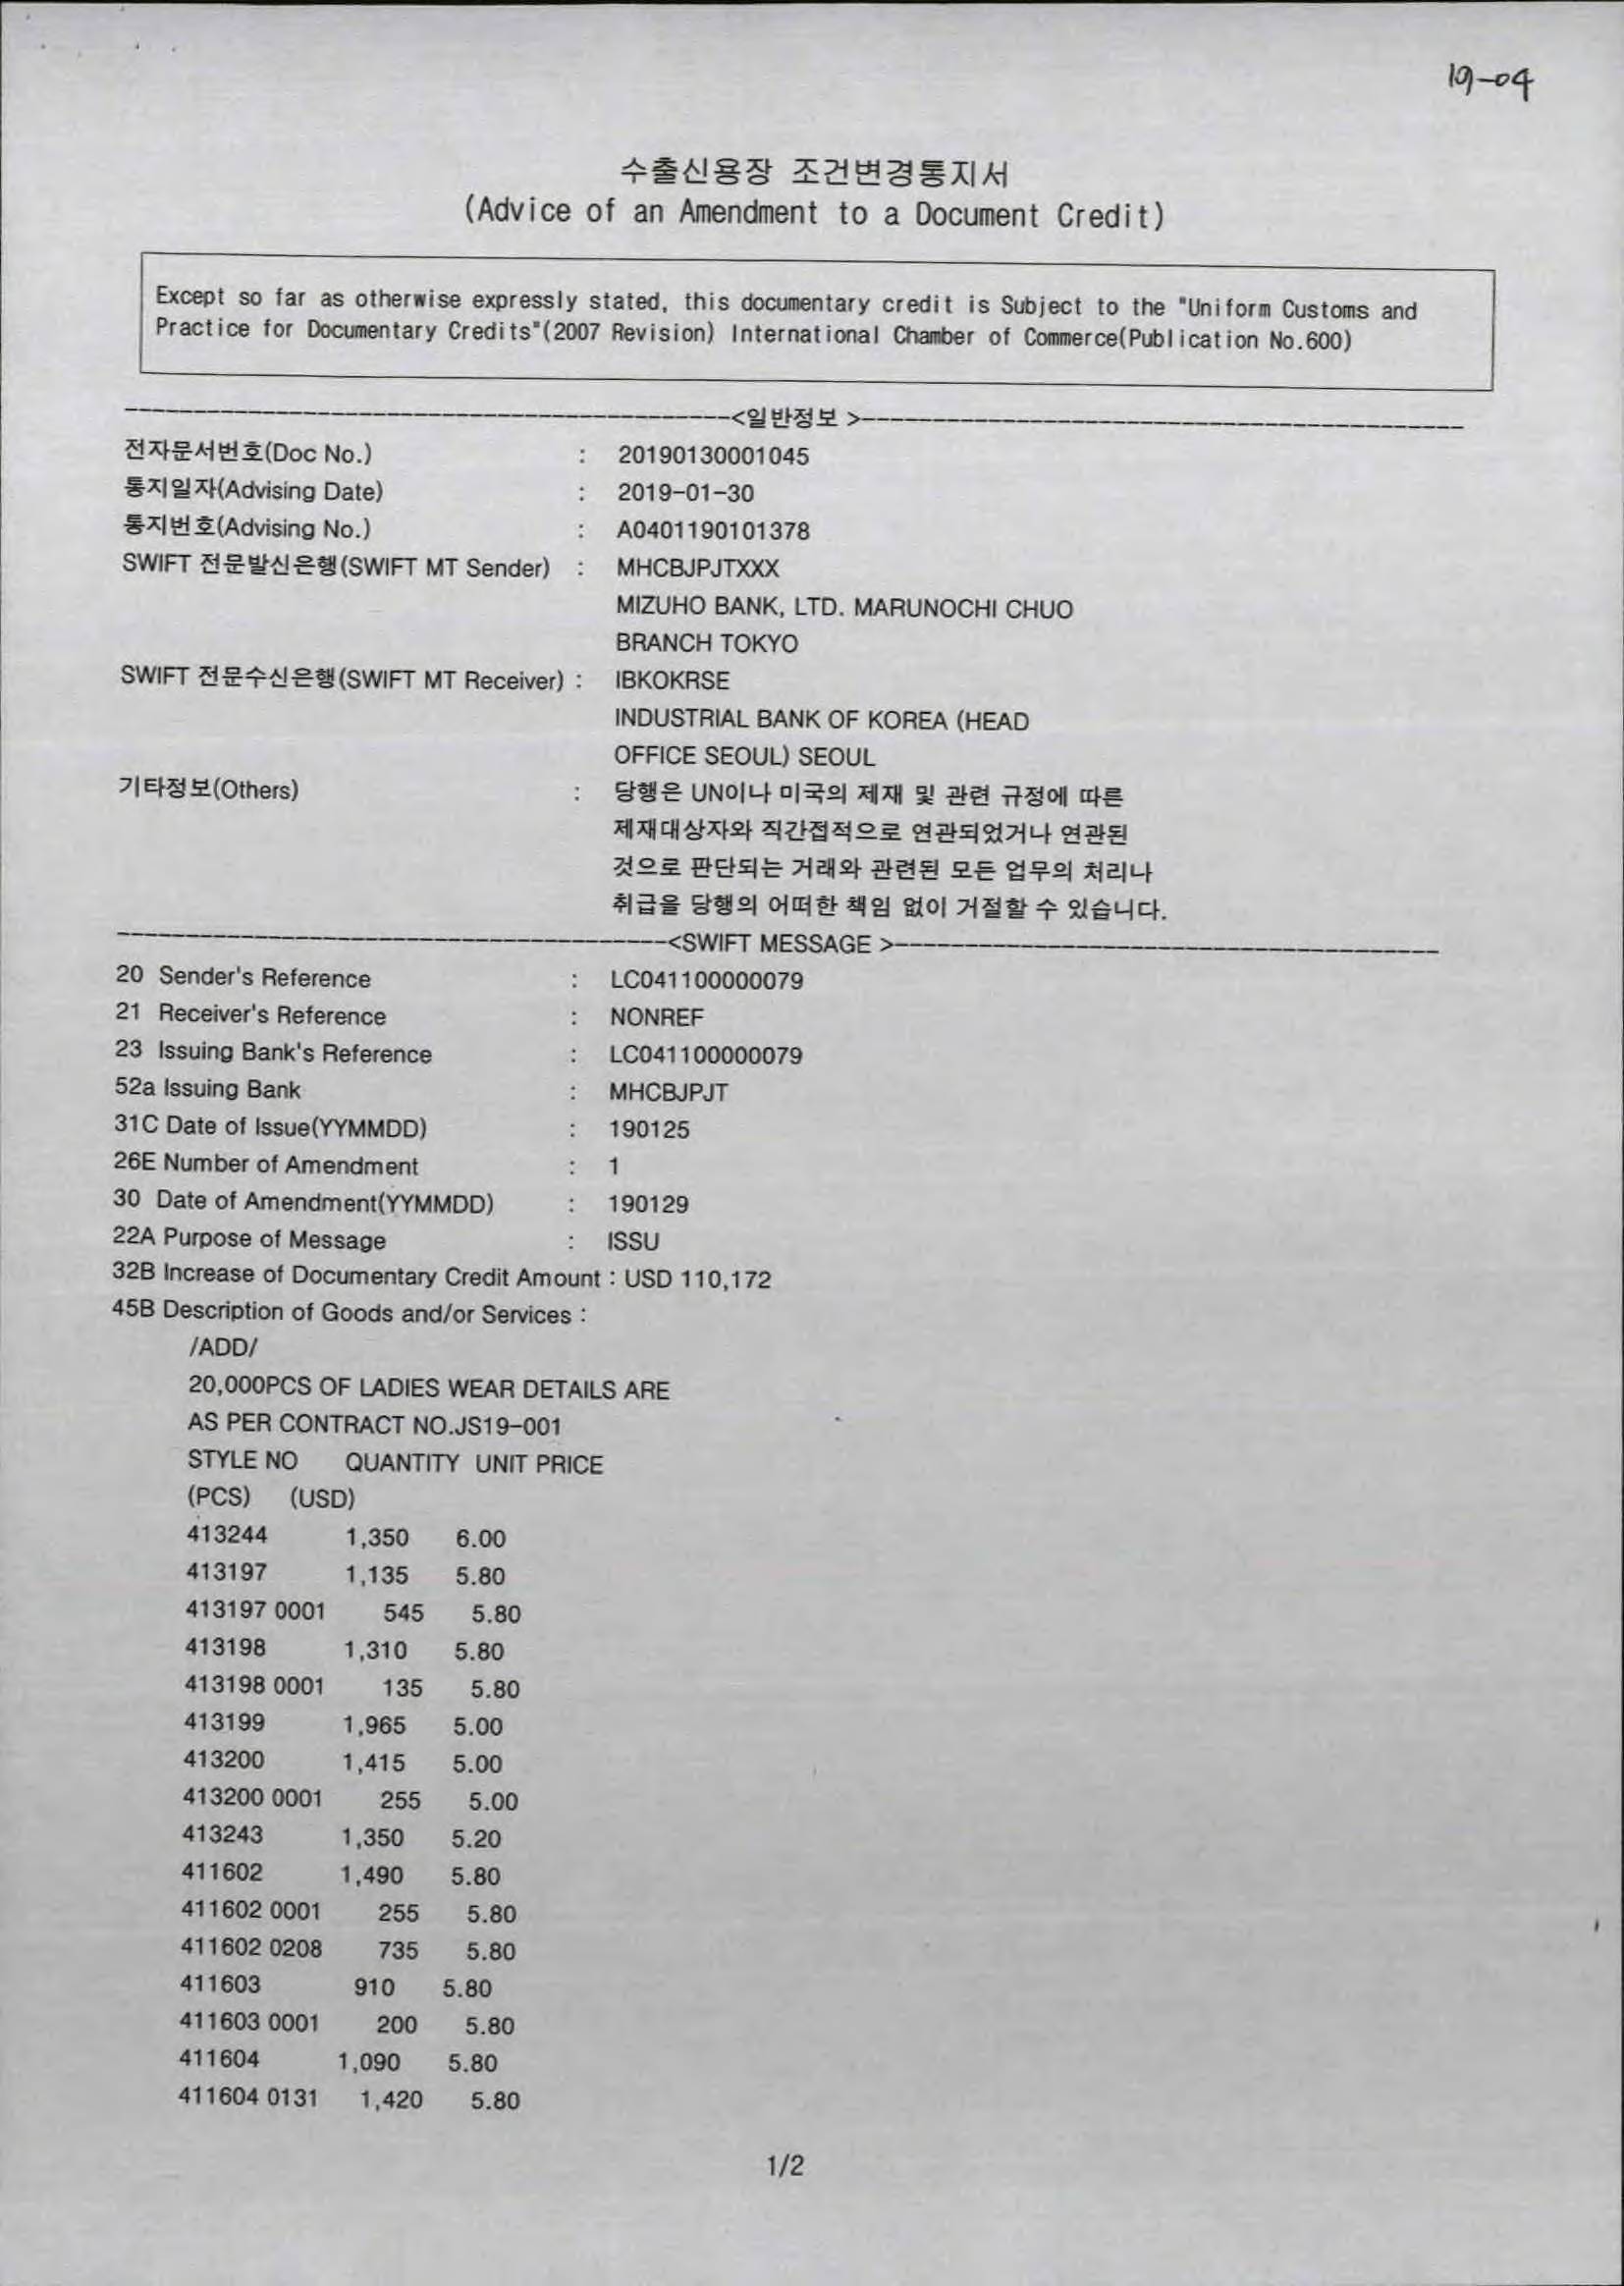 19-04
수출신용장 조건변경통지서
(Advice of an Amendment to a Document Credit)
Except so far as otherwise expressly stated, this documentary credit is Subject to the "Uniform Customs and
Practice for Documentary Credits"(2007 Revision) International Chamber of Commerce(Publication No.600)
<일반정보 >
전자문서번호(Doc No.) : 20190130001045
통지일자(Advising Date) : 2019-01-30
통지번호(Advising No.) : A0401190101378
SWIFT 전문발신은행(SWIFT MT Sender) : MHCBJPJTXXX
MIZUHO BANK, LTD. MARUNOCHI CHUO
BRANCH TOKYO
SWIFT 전문수신은행(SWIFT MT Receiver) : IBKOKRSE
INDUSTRIAL BANK OF KOREA (HEAD
OFFICE SEOUL) SEOUL
기타정보(Others) : 당행은 UN이나 미국의 제재 및 관련 규정에 따른
제재대상자와 직간접적으로 연관되었거나 연관된
것으로 판단되는 거래와 관련된 모든 업무의 처리나
취급을 당행의 어떠한 책임 없이 거절할 수 있습니다.
<SWIFT MESSAGE >
20 Sender's Reference : LC041100000079
21 Receiver's Reference : NONREF
23 Issuing Bank's Reference : LC041100000079
52a Issuing Bank : MHCBJPJT
31C Date of Issue(YYMMDD) : 190125
26E Number of Amendment : 1
30 Date of Amendment(YYMMDD) : 190129
22A Purpose of Message : ISSU
32B Increase of Documentary Credit Amount : USD 110,172
45B Description of Goods and/or Services :
/ADD/
20,000PCS OF LADIES WEAR DETAILS ARE
AS PER CONTRACT NO.JS19-001
STYLE NO QUANTITY UNIT PRICE
(PCS) (USD)
413244 1,350 6.00
413197 1,135 5.80
413197 0001 545 5.80
413198 1,310 5.80
413198 0001 135 5.80
413199 1,965 5.00
413200 1,415 5.00
413200 0001 255 5.00
413243 1,350 5.20
411602 1,490 5.80
411602 0001 255 5.80
411602 0208 735 5.80
411603 910 5.80
411603 0001 200 5.80
411604 1,090 5.80
411604 0131 1,420 5.80
1/2